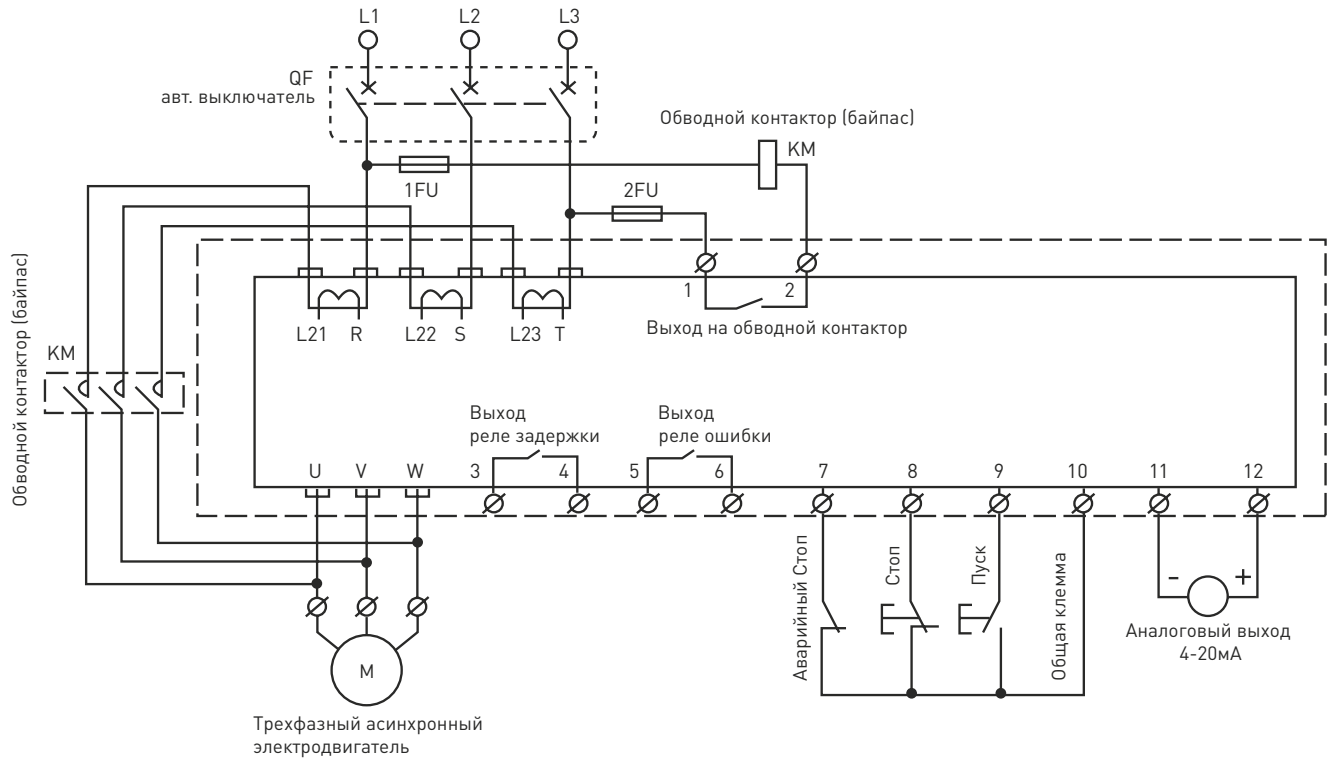 L1 L2 L3
QF
авт. выключатель
Обводной контактор (байпас)
KM
1FU
2FU
1 2
L21 R L22 S L23 T
Выход на обводной контактор
Обводной контактор (байпас)
KM
Выход
реле задержки
Выход
реле ошибки
U V W 3 4 5 6 7 8 9 10 11 12
Аварийный Стоп
Стоп
Пуск
Общая клемма
- +
Аналоговый выход
4-20мА
M
Трехфазный асинхронный
электродвигатель